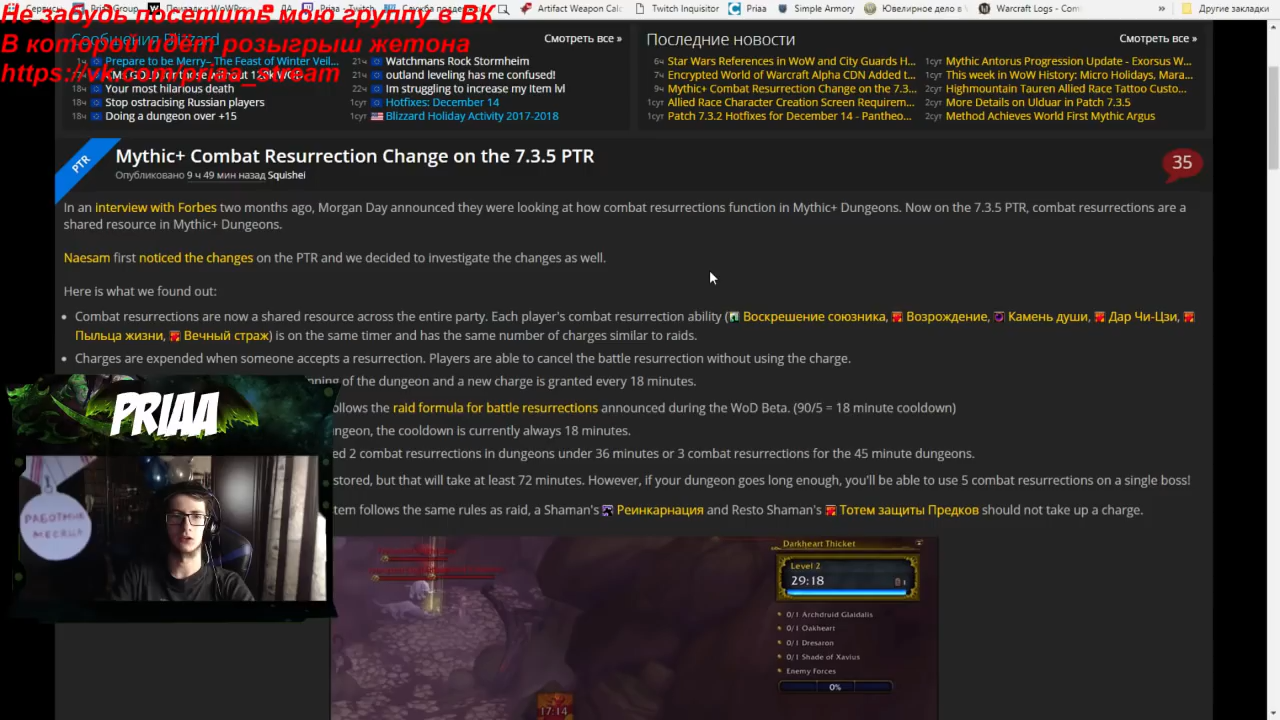 Не забудь посетить мою группу в ВК
В которой идёт розыгрыш жетона
Artifact Weapon Calc
Twitch Inquisitor
Priaa
Simple Armory
Ювелирное дело в
Warcraft Logs - Com
»
Другие закладки
Сообщения Blizzard
Смотреть все »
Последние новости
Смотреть все »
Prepare to be Merry– The Feast of Winter Veil...
Watchmans Rock Stormheim
6ч Star Wars References in WoW and City Guards H...
1сут Mythic Antorus Progression Update - Exorsus W...
21ч outland leveling has me confused!
7ч Encrypted World of Warcraft Alpha CDN Added t...
1сут This week in WoW History: Micro Holidays, Mara...
18ч Your most hilarious death
22ч Im struggling to increase my Item lvl
9ч Mythic+ Combat Resurrection Change on the 7.3...
2сут Highmountain Tauren Allied Race Tattoo Custo...
18ч Stop ostracising Russian players
1сут Hotfixes: December 14
1сут Allied Race Character Creation Screen Requirem...
2сут More Details on Ulduar in Patch 7.3.5
18ч Doing a dungeon over +15
1сут Blizzard Holiday Activity 2017-2018
1сут Patch 7.3.2 Hotfixes for December 14 - Pantheo...
2сут Method Achieves World First Mythic Argus
PTR
Mythic+ Combat Resurrection Change on the 7.3.5 PTR
35
Опубликовано 9 ч 49 мин назад Squishei
In an interview with Forbes two months ago, Morgan Day announced they were looking at how combat resurrections function in Mythic+ Dungeons. Now on the 7.3.5 PTR, combat resurrections are a
shared resource in Mythic+ Dungeons.
Naesam first noticed the changes on the PTR and we decided to investigate the changes as well.
Here is what we found out:
Combat resurrections are now a shared resource across the entire party. Each player's combat resurrection ability ( Воскрешение союзника, Возрождение, Камень души, Дар Чи-Цзи,
Пыльца жизни, Вечный страж) is on the same timer and has the same number of charges similar to raids.
Charges are expended when someone accepts a resurrection. Players are able to cancel the battle resurrection without using the charge.
of the dungeon and a new charge is granted every 18 minutes.
PRIAA
raid formula for battle resurrections announced during the WoD Beta. (90/5 = 18 minute cooldown)
the cooldown is currently always 18 minutes.
2 combat resurrections in dungeons under 36 minutes or 3 combat resurrections for the 45 minute dungeons.
stored, but that will take at least 72 minutes. However, if your dungeon goes long enough, you'll be able to use 5 combat resurrections on a single boss!
follows the same rules as raid, a Shaman's Реинкарнация and Resto Shaman's Тотем защиты Предков should not take up a charge.
РАБОТНИК
МЕСЯЦА
Darkheart Thicket
Level 2
29:18
1
0/1 Archdruid Glaidalis
0/1 Oakheart
0/1 Dresaron
0/1 Shade of Xavius
Enemy Forces
0%
17:14